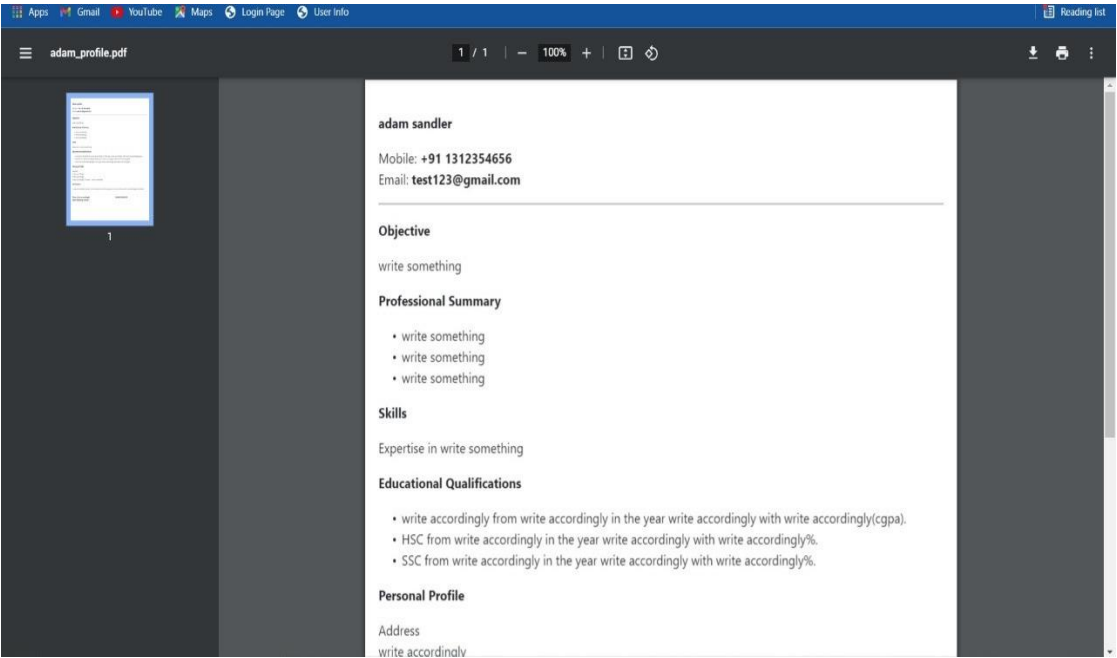 Apps Gmail YouTube Maps Login Page User Info Reading list
adam_profile.pdf 1 / 1 | − 100% + |
1
adam sandler
Mobile: +91 1312354656
Email: test123@gmail.com
Objective
write something
Professional Summary
• write something
• write something
• write something
Skills
Expertise in write something
Educational Qualifications
• write accordingly from write accordingly in the year write accordingly with write accordingly(cgpa).
• HSC from write accordingly in the year write accordingly with write accordingly%.
• SSC from write accordingly in the year write accordingly with write accordingly%.
Personal Profile
Address
write accordingly